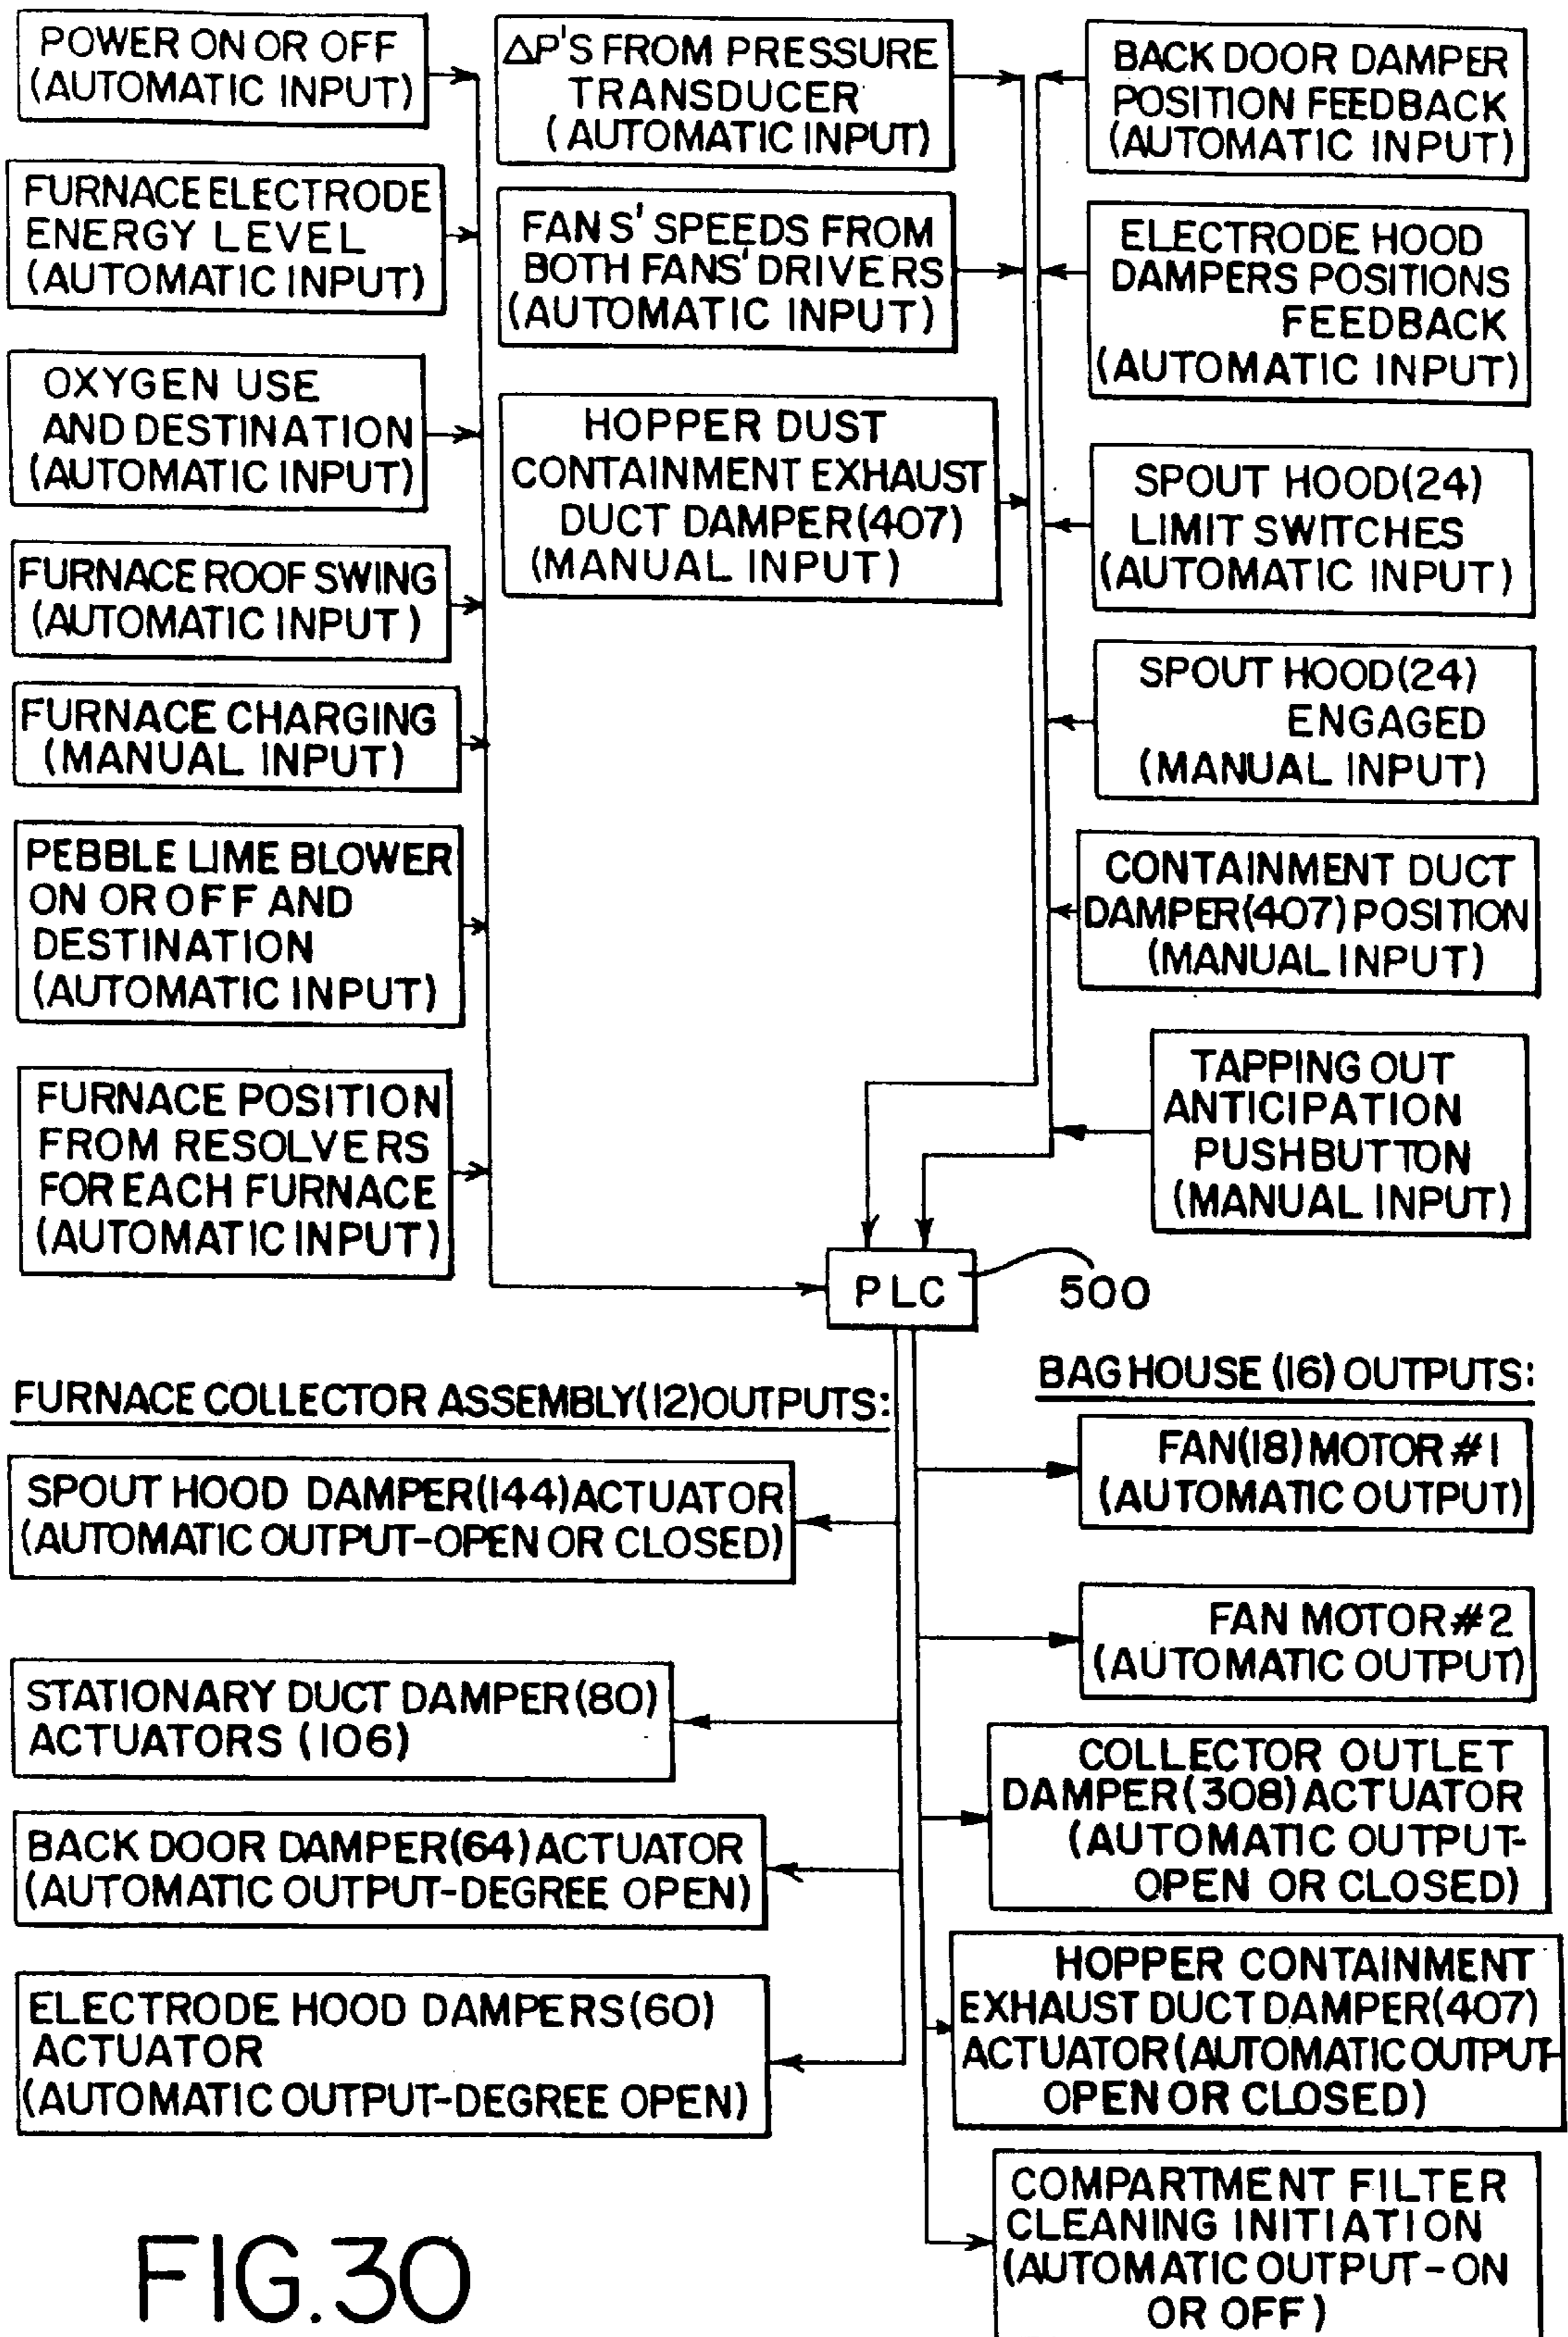 POWER ON OR OFF
(AUTOMATIC INPUT)
FURNACE ELECTRODE
ENERGY LEVEL
(AUTOMATIC INPUT)
OXYGEN USE
AND DESTINATION
(AUTOMATIC INPUT)
FURNACE ROOF SWING
(AUTOMATIC INPUT)
FURNACE CHARGING
(MANUAL INPUT)
PEBBLE LIME BLOWER
ON OR OFF AND
DESTINATION
(AUTOMATIC INPUT)
FURNACE POSITION
FROM RESOLVERS
FOR EACH FURNACE
(AUTOMATIC INPUT)
ΔP'S FROM PRESSURE
TRANSDUCER
(AUTOMATIC INPUT)
FANS' SPEEDS FROM
BOTH FANS' DRIVERS
(AUTOMATIC INPUT)
HOPPER DUST
CONTAINMENT EXHAUST
DUCT DAMPER(407)
(MANUAL INPUT)
BACK DOOR DAMPER
POSITION FEEDBACK
(AUTOMATIC INPUT)
ELECTRODE HOOD
DAMPERS POSITIONS
FEEDBACK
(AUTOMATIC INPUT)
SPOUT HOOD(24)
LIMIT SWITCHES
(AUTOMATIC INPUT)
SPOUT HOOD(24)
ENGAGED
(MANUAL INPUT)
CONTAINMENT DUCT
DAMPER(407) POSITION
(MANUAL INPUT)
TAPPING OUT
ANTICIPATION
PUSHBUTTON
(MANUAL INPUT)
PLC
500
FURNACE COLLECTOR ASSEMBLY(12)OUTPUTS:
SPOUT HOOD DAMPER(144)ACTUATOR
(AUTOMATIC OUTPUT-OPEN OR CLOSED)
STATIONARY DUCT DAMPER(80)
ACTUATORS (106)
BACK DOOR DAMPER(64)ACTUATOR
(AUTOMATIC OUTPUT-DEGREE OPEN)
ELECTRODE HOOD DAMPERS(60)
ACTUATOR
(AUTOMATIC OUTPUT-DEGREE OPEN)
BAG HOUSE (16) OUTPUTS:
FAN(18)MOTOR #1
(AUTOMATIC OUTPUT)
FAN MOTOR #2
(AUTOMATIC OUTPUT)
COLLECTOR OUTLET
DAMPER(308)ACTUATOR
(AUTOMATIC OUTPUT-
OPEN OR CLOSED)
HOPPER CONTAINMENT
EXHAUST DUCT DAMPER(407)
ACTUATOR(AUTOMATIC OUTPUT-
OPEN OR CLOSED)
COMPARTMENT FILTER
CLEANING INITIATION
(AUTOMATIC OUTPUT-ON
OR OFF)
FIG.30